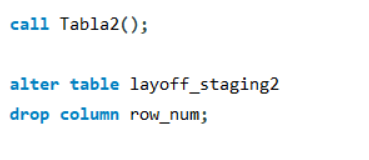 call Tabla2();
alter table layoff_staging2
drop column row_num;